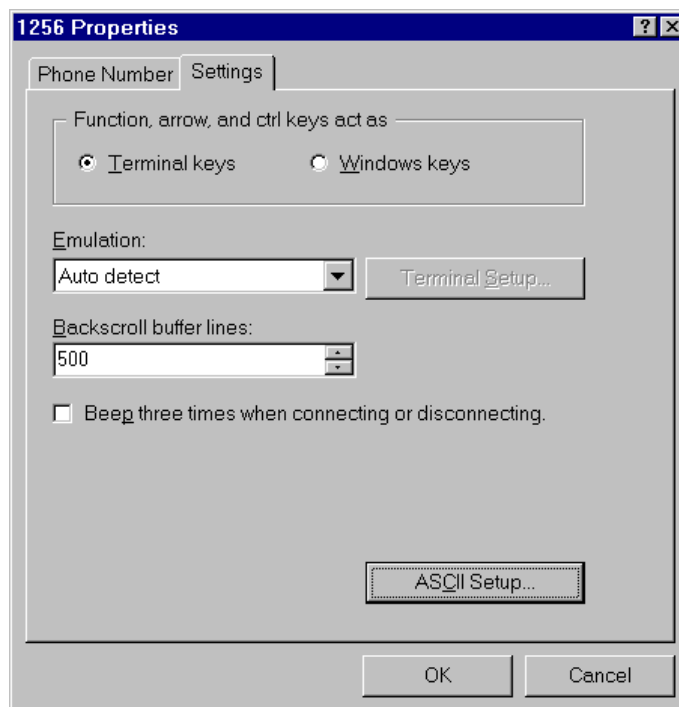 1256 Properties
Phone Number Settings
Function, arrow, and ctrl keys act as
Terminal keys Windows keys
Emulation:
Auto detect Terminal Setup...
Backscroll buffer lines:
500
Beep three times when connecting or disconnecting.
ASCII Setup...
OK Cancel